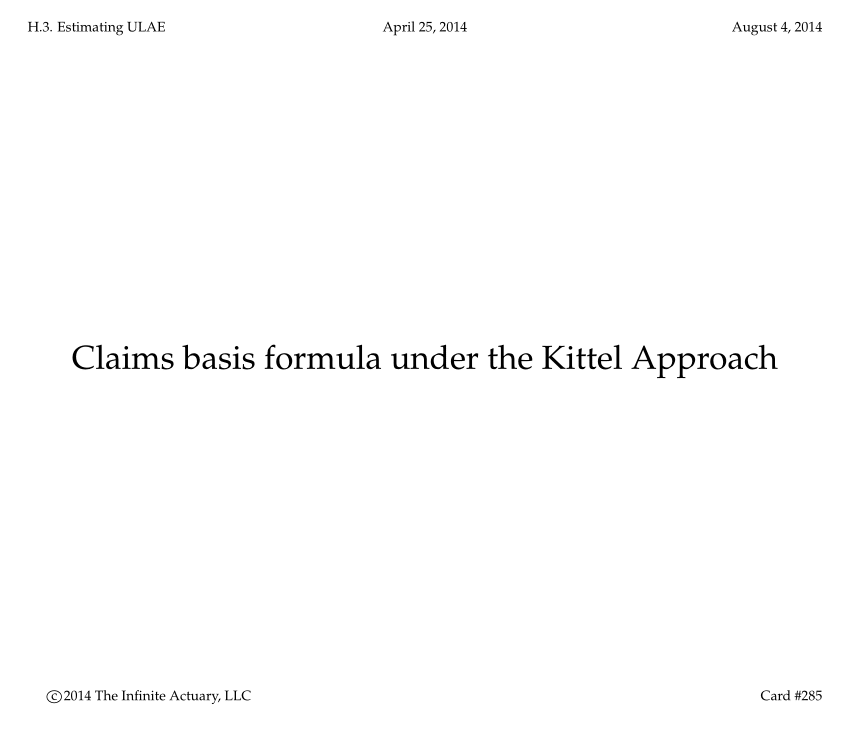 H.3. Estimating ULAE April 25, 2014 August 4, 2014
Claims basis formula under the Kittel Approach
©2014 The Infinite Actuary, LLC Card #285